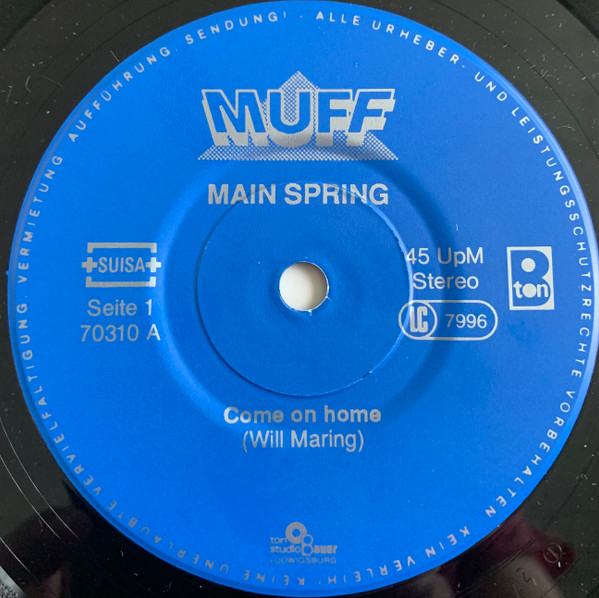 MUFF
MAIN SPRING
SUISA
Seite 1
70310 A
45 UpM
Stereo
LC 7996
B
ton
Come on home
(Will Maring)
ton
studio Bauer
LUDWIGSBURG
ALLE URHEBER- UND LEISTUNGSSCHUTZRECHTE VORBEHALTEN. KEIN VERLEIH! KEINE UNERLAUBTE VERVIELFÄLTIGUNG, VERMIETUNG, AUFFÜHRUNG, SENDUNG! ·